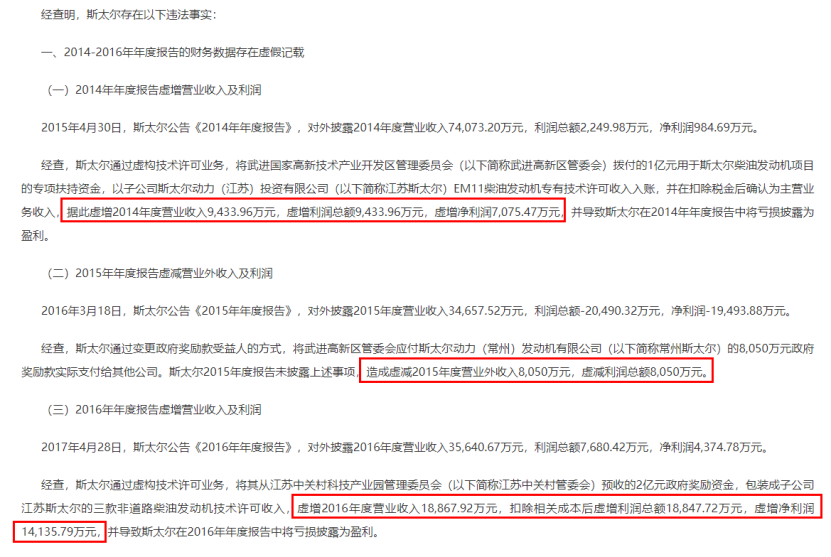 经查明，斯太尔存在以下违法事实：
一、2014-2016年年度报告的财务数据存在虚假记载
（一）2014年年度报告虚增营业收入及利润
2015年4月30日，斯太尔公告《2014年年度报告》，对外披露2014年度营业收入74,073.20万元，利润总额2,249.98万元，净利润984.69万元。
经查，斯太尔通过虚构技术许可业务，将武进国家高新技术产业开发区管理委员会（以下简称武进高新区管委会）拨付的1亿元用于斯太尔柴油发动机项目
的专项扶持资金，以子公司斯太尔动力（江苏）投资有限公司（以下简称江苏斯太尔）EM11柴油发动机专有技术许可收入入账，并在扣除税金后确认为主营业
务收入，据此虚增2014年度营业收入9,433.96万元，虚增利润总额9,433.96万元，虚增净利润7,075.47万元，并导致斯太尔在2014年年度报告中将亏损披露为
盈利。
（二）2015年年度报告虚减营业外收入及利润
2016年3月18日，斯太尔公告《2015年年度报告》，对外披露2015年度营业收入34,657.52万元，利润总额-20,490.32万元，净利润-19,493.88万元。
经查，斯太尔通过变更政府奖励款受益人的方式，将武进高新区管委会应付斯太尔动力（常州）发动机有限公司（以下简称常州斯太尔）的8,050万元政府
奖励款实际支付给其他公司。斯太尔2015年度报告未披露上述事项，造成虚减2015年度营业外收入8,050万元，虚减利润总额8,050万元。
（三）2016年年度报告虚增营业收入及利润
2017年4月28日，斯太尔公告《2016年年度报告》，对外披露2016年度营业收入35,640.67万元，利润总额7,680.42万元，净利润4,374.78万元。
经查，斯太尔通过虚构技术许可业务，将其从江苏中关村科技产业园管理委员会（以下简称江苏中关村管委会）预收的2亿元政府奖励资金，包装成子公司
江苏斯太尔的三款非道路柴油发动机技术许可收入，虚增2016年度营业收入18,867.92万元，扣除相关成本后虚增利润总额18,847.72万元，虚增净利润
14,135.79万元，并导致斯太尔在2016年年度报告中将亏损披露为盈利。